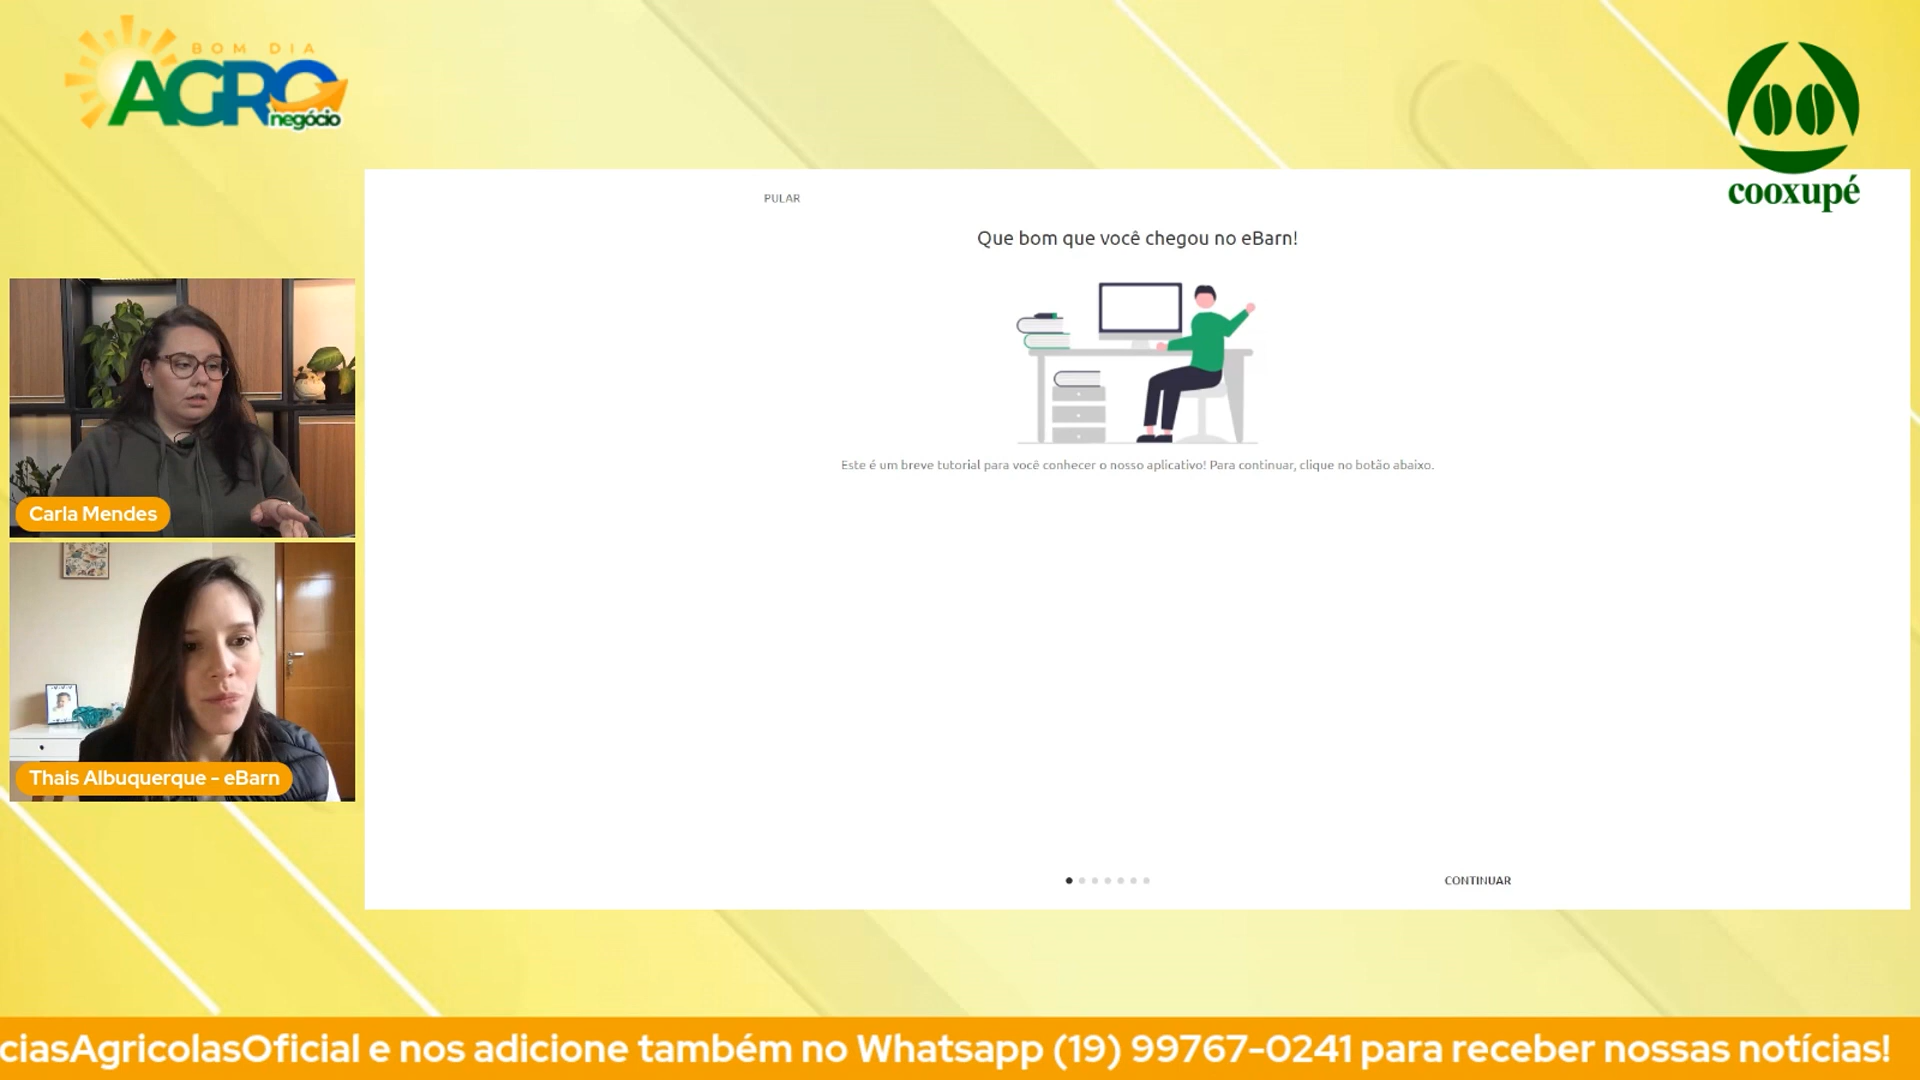 BOM DIA
AGRO
negócio
cooxupé
PULAR
Que bom que você chegou no eBarn!
Este é um breve tutorial para você conhecer o nosso aplicativo! Para continuar, clique no botão abaixo.
Carla Mendes
Thais Albuquerque - eBarn
CONTINUAR
ciasAgricolasOficial e nos adicione também no Whatsapp (19) 99767-0241 para receber nossas notícias!